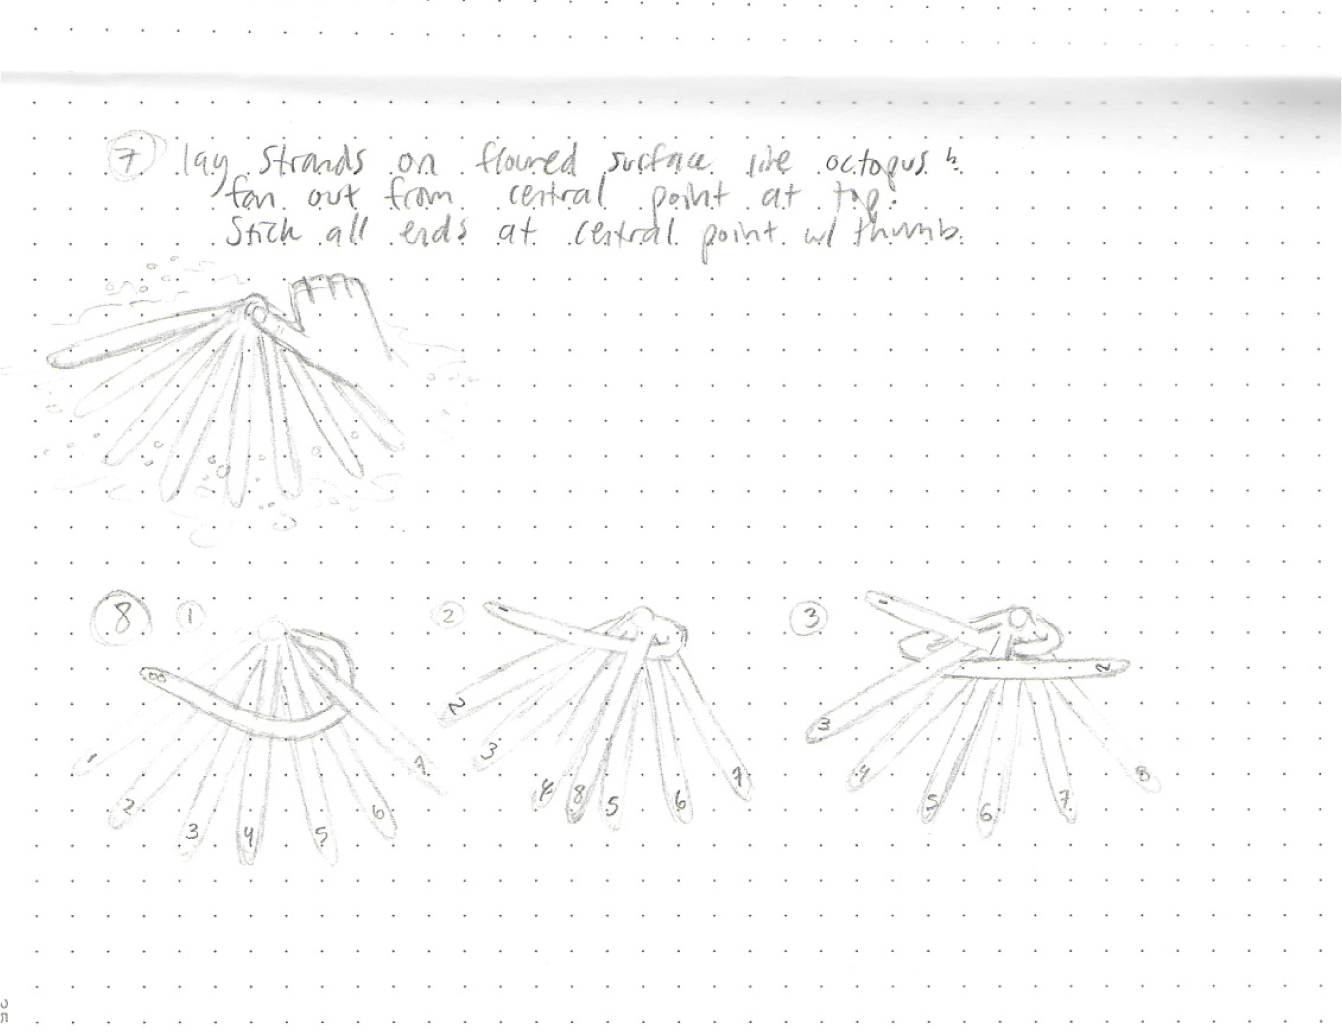 7 lay strands on floured surface like octopus &
fan out from central point at top.
Stick all ends at central point w/ thumb.
8 1 2 3
8 1 2 3 4 5 6 7
1 2 3 4 8 5 6 7
1 2 3 4 5 6 7 8
25